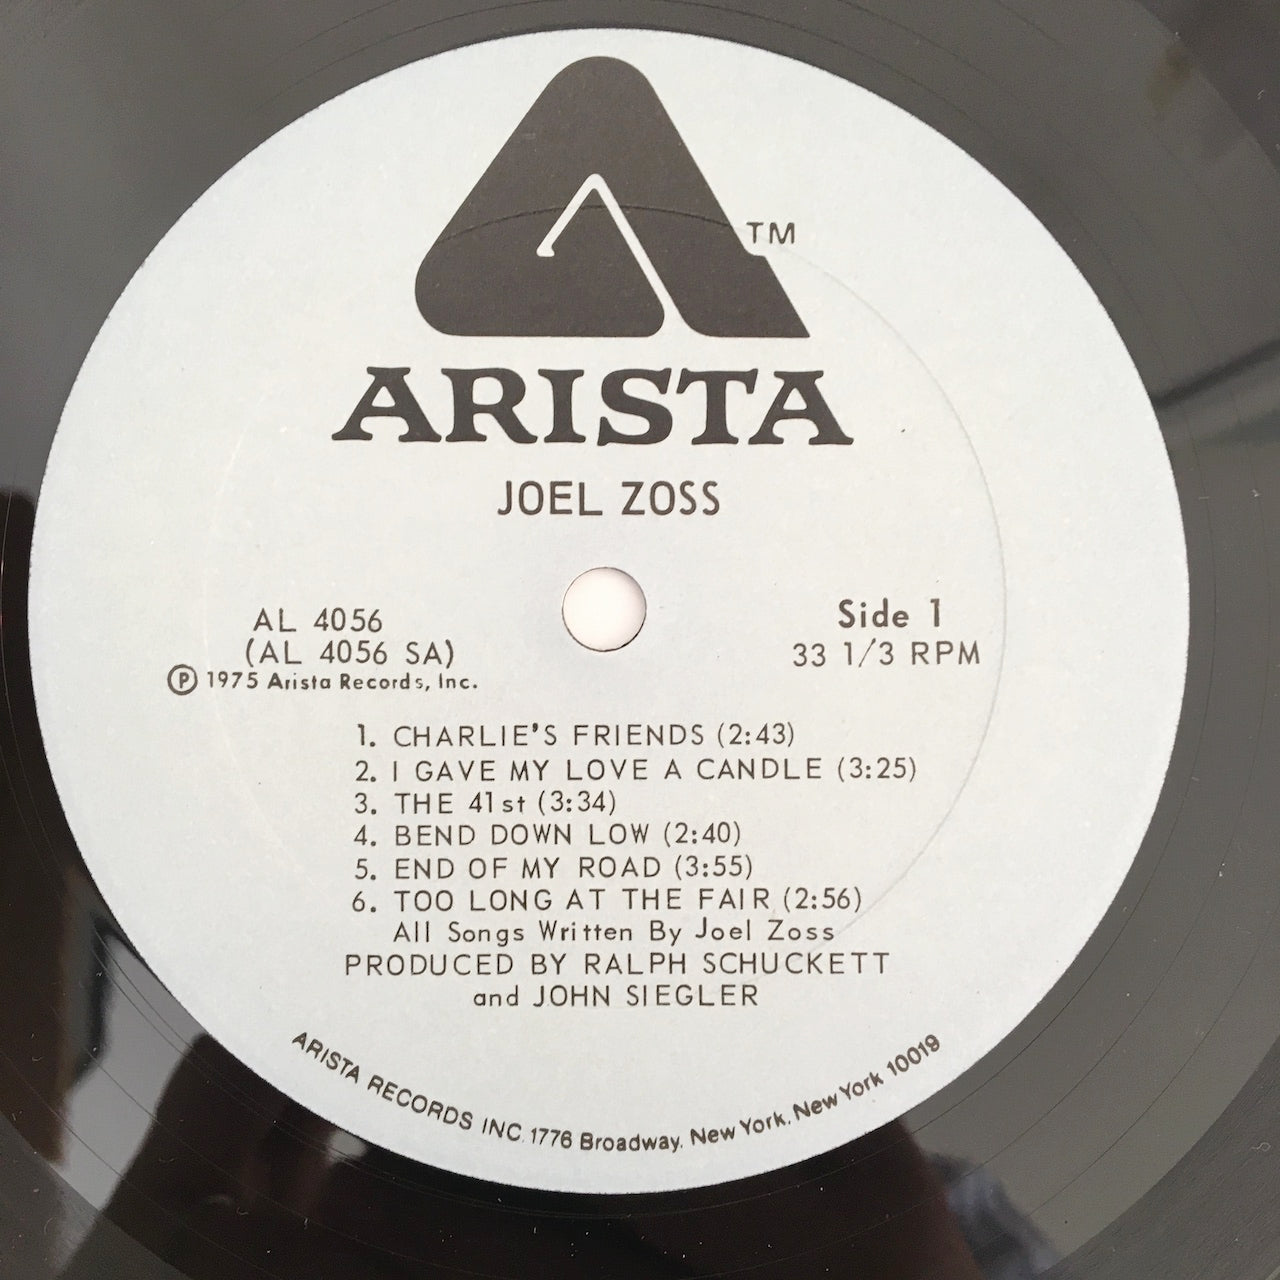 TM
ARISTA
JOEL ZOSS
AL 4056
(AL 4056 SA)
℗ 1975 Arista Records, Inc.
Side 1
33 1/3 RPM
1. CHARLIE'S FRIENDS (2:43)
2. I GAVE MY LOVE A CANDLE (3:25)
3. THE 41st (3:34)
4. BEND DOWN LOW (2:40)
5. END OF MY ROAD (3:55)
6. TOO LONG AT THE FAIR (2:56)
All Songs Written By Joel Zoss
PRODUCED BY RALPH SCHUCKETT
and JOHN SIEGLER
ARISTA RECORDS INC. 1776 Broadway, New York, New York 10019